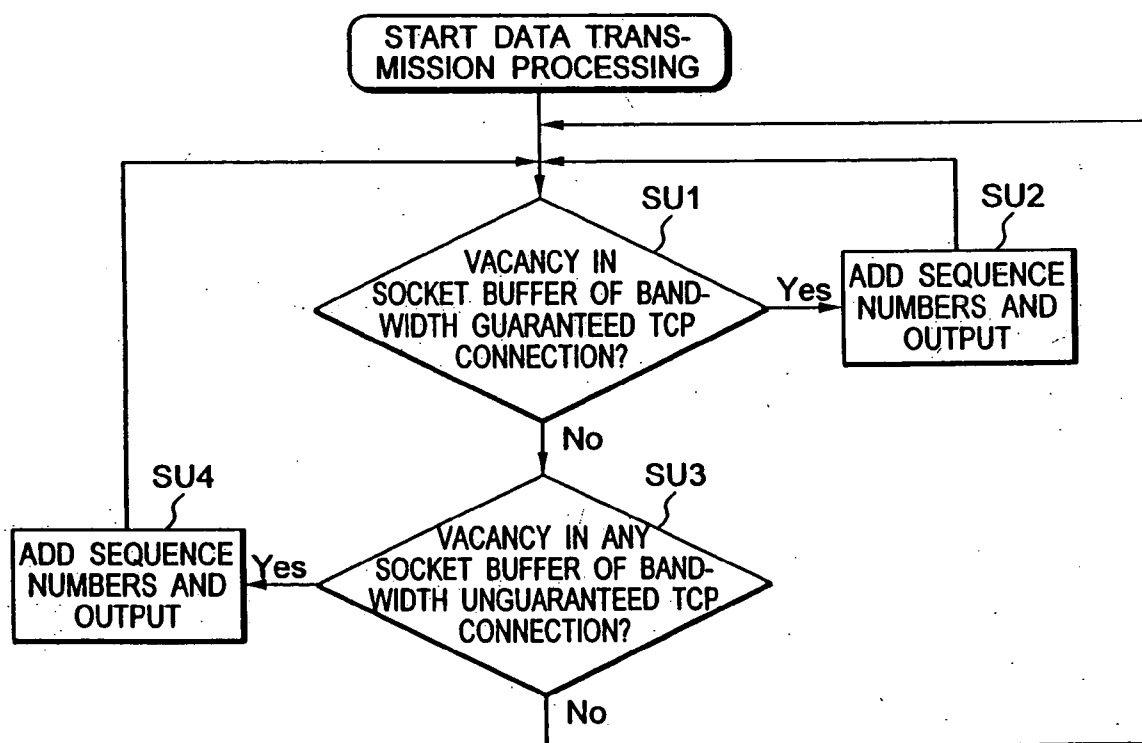 START DATA TRANS-
MISSION PROCESSING
SU1
VACANCY IN
SOCKET BUFFER OF BAND-
WIDTH GUARANTEED TCP
CONNECTION?
Yes
SU2
ADD SEQUENCE
NUMBERS AND
OUTPUT
No
SU3
VACANCY IN ANY
SOCKET BUFFER OF BAND-
WIDTH UNGUARANTEED TCP
CONNECTION?
Yes
SU4
ADD SEQUENCE
NUMBERS AND
OUTPUT
No